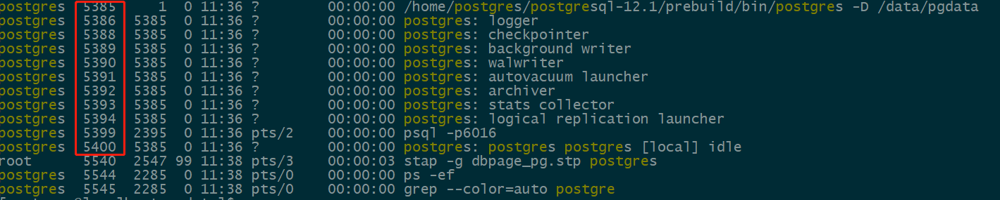 postgres 5385 1 0 11:36 ? 00:00:00 /home/postgres/postgresql-12.1/prebuild/bin/postgres -D /data/pgdata
postgres 5386 5385 0 11:36 ? 00:00:00 postgres: logger
postgres 5388 5385 0 11:36 ? 00:00:00 postgres: checkpointer
postgres 5389 5385 0 11:36 ? 00:00:00 postgres: background writer
postgres 5390 5385 0 11:36 ? 00:00:00 postgres: walwriter
postgres 5391 5385 0 11:36 ? 00:00:00 postgres: autovacuum launcher
postgres 5392 5385 0 11:36 ? 00:00:00 postgres: archiver
postgres 5393 5385 0 11:36 ? 00:00:00 postgres: stats collector
postgres 5394 5385 0 11:36 ? 00:00:00 postgres: logical replication launcher
postgres 5399 2395 0 11:36 pts/2 00:00:00 psql -p6016
postgres 5400 5385 0 11:36 ? 00:00:00 postgres: postgres postgres [local] idle
root 5540 2547 99 11:38 pts/3 00:00:03 stap -g dbpage_pg.stp postgres
postgres 5544 2285 0 11:38 pts/0 00:00:00 ps -ef
postgres 5545 2285 0 11:38 pts/0 00:00:00 grep --color=auto postgre